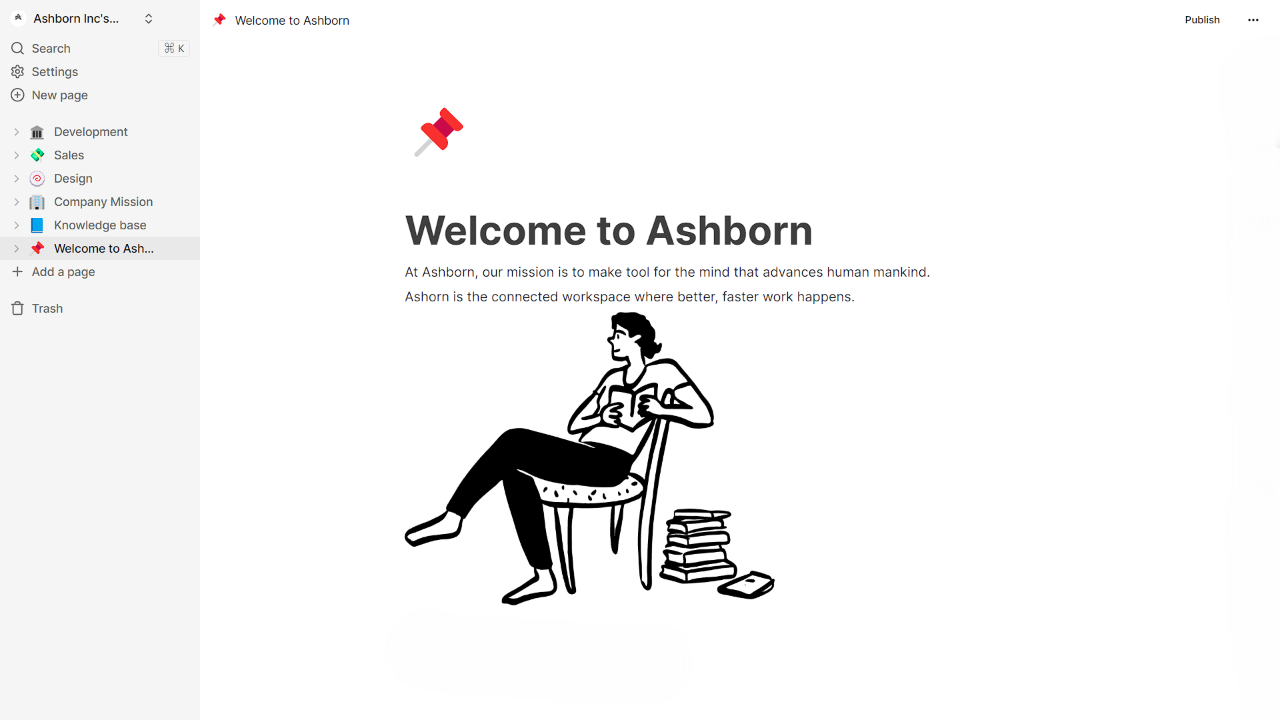 Ashborn Inc's...
Search ⌘ K
Settings
New page
Development
Sales
Design
Company Mission
Knowledge base
Welcome to Ash...
Add a page
Trash
Welcome to Ashborn
Publish
Welcome to Ashborn
At Ashborn, our mission is to make tool for the mind that advances human mankind.
Ashorn is the connected workspace where better, faster work happens.